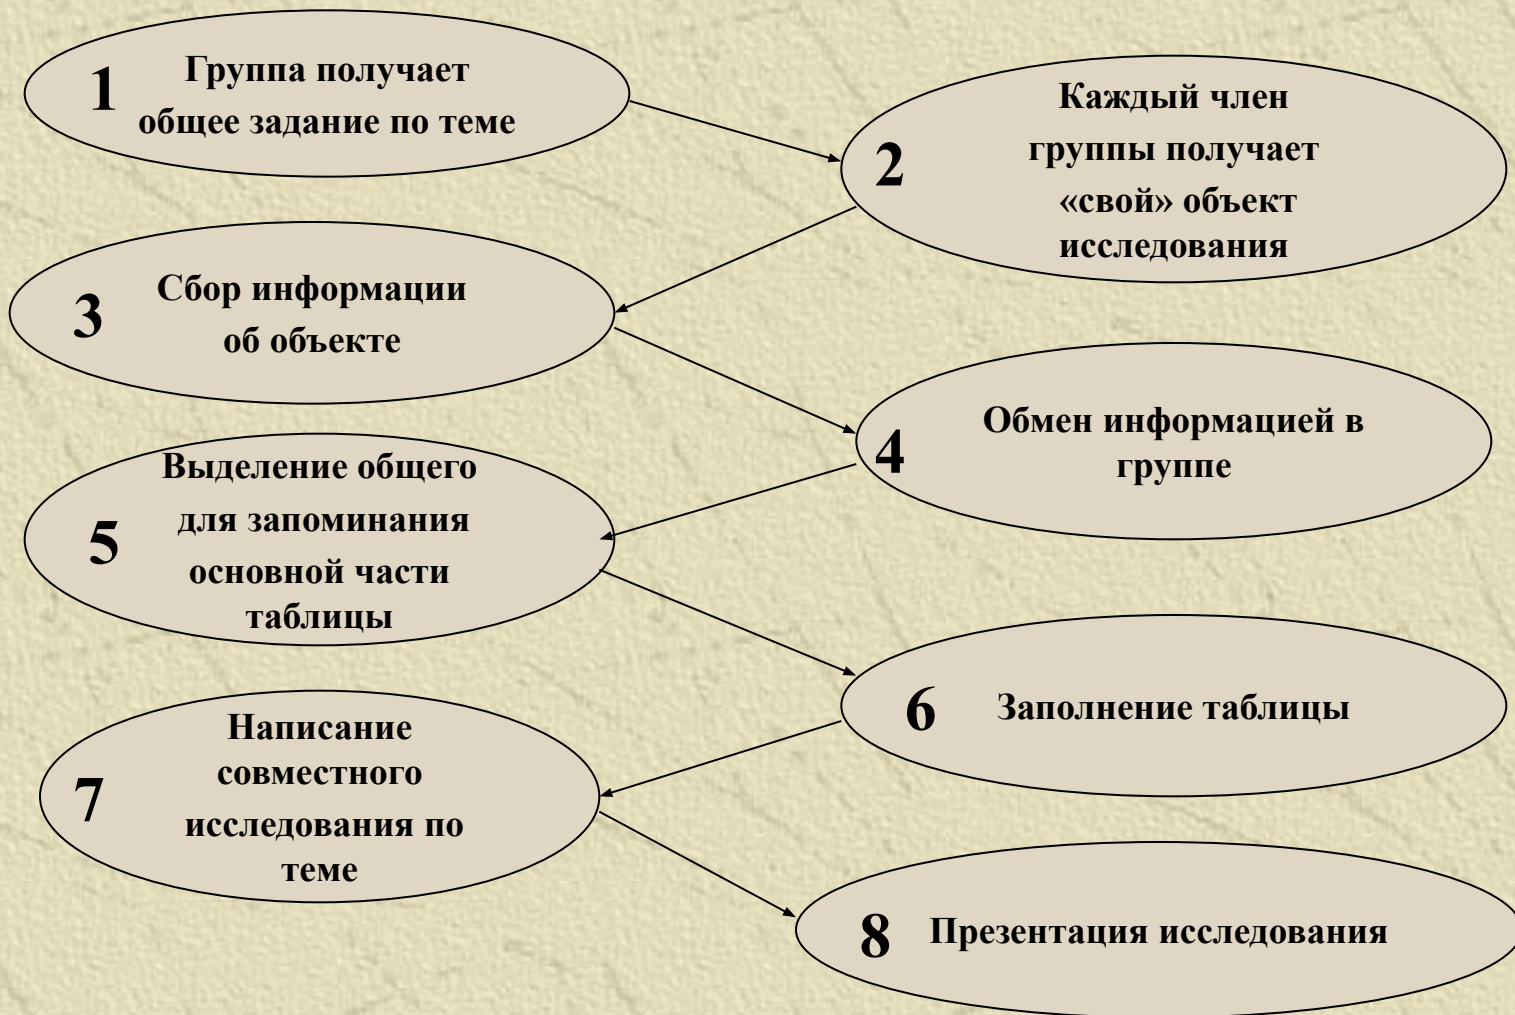 1
Группа получает
общее задание по теме
2
Каждый член
группы получает
«свой» объект
исследования
3
Сбор информации
об объекте
4
Обмен информацией в
группе
5
Выделение общего
для запоминания
основной части
таблицы
6
Заполнение таблицы
7
Написание
совместного
исследования по
теме
8
Презентация исследования